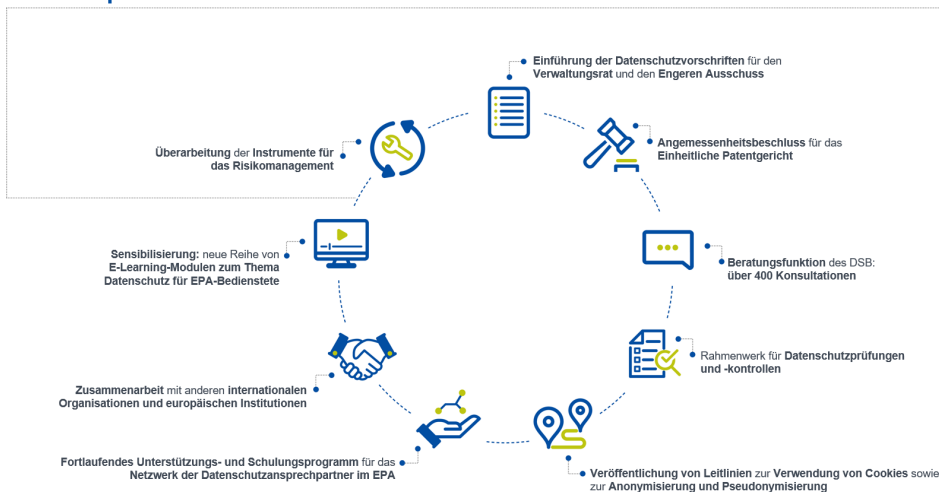 Einführung der Datenschutzvorschriften für den
Verwaltungsrat und den Engeren Ausschuss
Angemessenheitsbeschluss für das
Einheitliche Patentgericht
Beratungsfunktion des DSB:
über 400 Konsultationen
Rahmenwerk für Datenschutzprüfungen
und -kontrollen
Veröffentlichung von Leitlinien zur Verwendung von Cookies sowie
zur Anonymisierung und Pseudonymisierung
Fortlaufendes Unterstützungs- und Schulungsprogramm für das
Netzwerk der Datenschutzansprechpartner im EPA
Zusammenarbeit mit anderen internationalen
Organisationen und europäischen Institutionen
Sensibilisierung: neue Reihe von
E-Learning-Modulen zum Thema
Datenschutz für EPA-Bedienstete
Überarbeitung der Instrumente für
das Risikomanagement